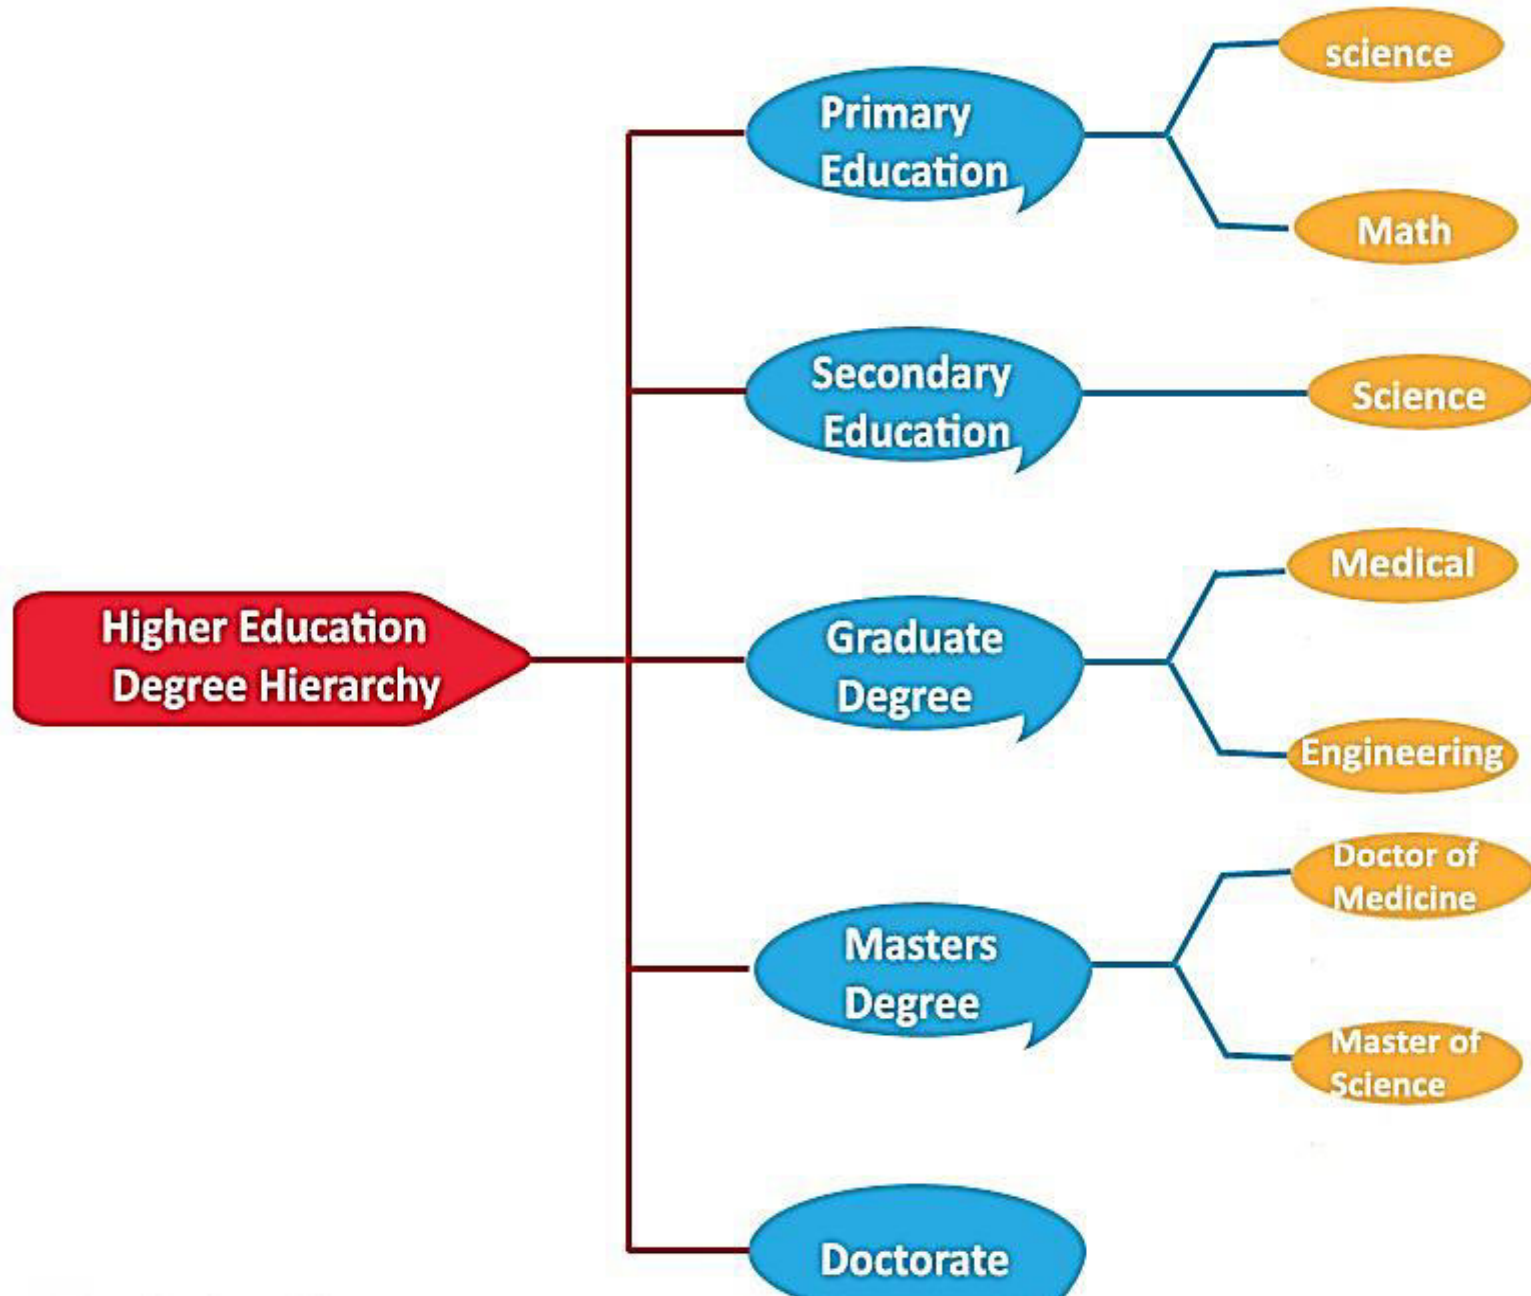 science
Primary
Education
Math
Secondary
Education
Science
Medical
Higher Education
Degree Hierarchy
Graduate
Degree
Engineering
Doctor of
Medicine
Masters
Degree
Master of
Science
Doctorate